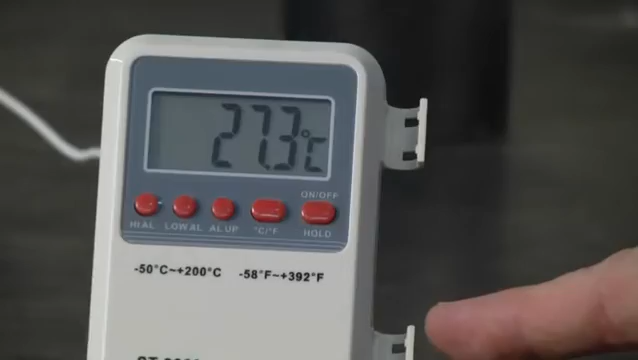 27.3°C
ON/OFF
HI AL LOW AL AL UP °C/°F HOLD
-50°C~+200°C -58°F~+392°F